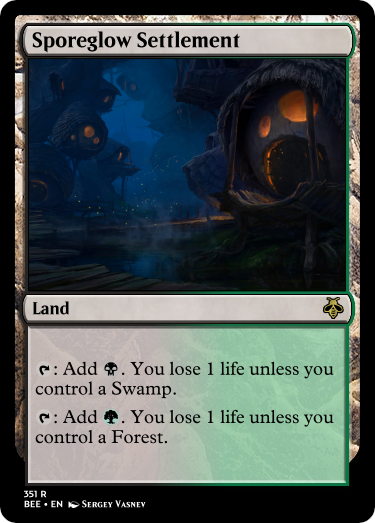 Sporeglow Settlement
Land
: Add . You lose 1 life unless you
control a Swamp.
: Add . You lose 1 life unless you
control a Forest.
351 R
BEE • EN Sergey Vasnev